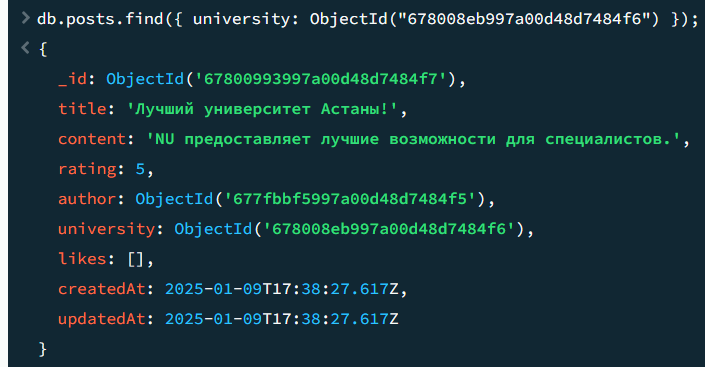 > db.posts.find({ university: ObjectId("678008eb997a00d48d7484f6") });
< {
_id: ObjectId('67800993997a00d48d7484f7'),
title: 'Лучший университет Астаны!',
content: 'NU предоставляет лучшие возможности для специалистов.',
rating: 5,
author: ObjectId('677fbbf5997a00d48d7484f5'),
university: ObjectId('678008eb997a00d48d7484f6'),
likes: [],
createdAt: 2025-01-09T17:38:27.617Z,
updatedAt: 2025-01-09T17:38:27.617Z
}